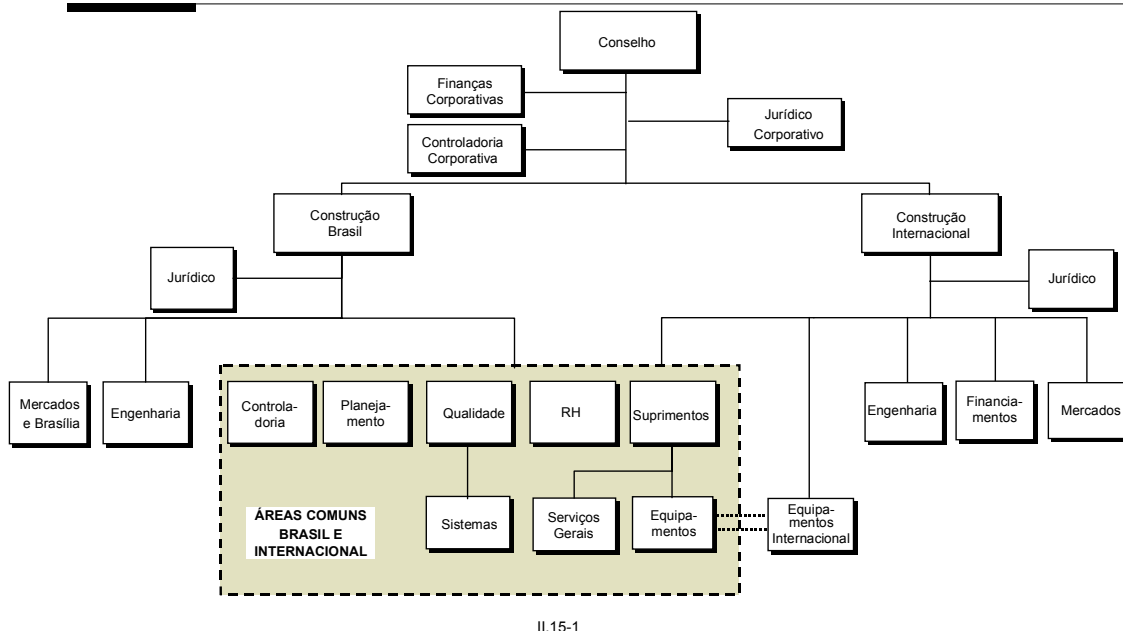 Conselho
Finanças
Corporativas
Jurídico
Corporativo
Controladoria
Corporativa
Construção
Brasil
Construção
Internacional
Jurídico
Jurídico
Mercados
e Brasília
Engenharia
Controla-
doria
Planeja-
mento
Qualidade
RH
Suprimentos
Engenharia
Financia-
mentos
Mercados
ÁREAS COMUNS
BRASIL E
INTERNACIONAL
Sistemas
Serviços
Gerais
Equipa-
mentos
Equipa-
mentos
Internacional
II.15-1